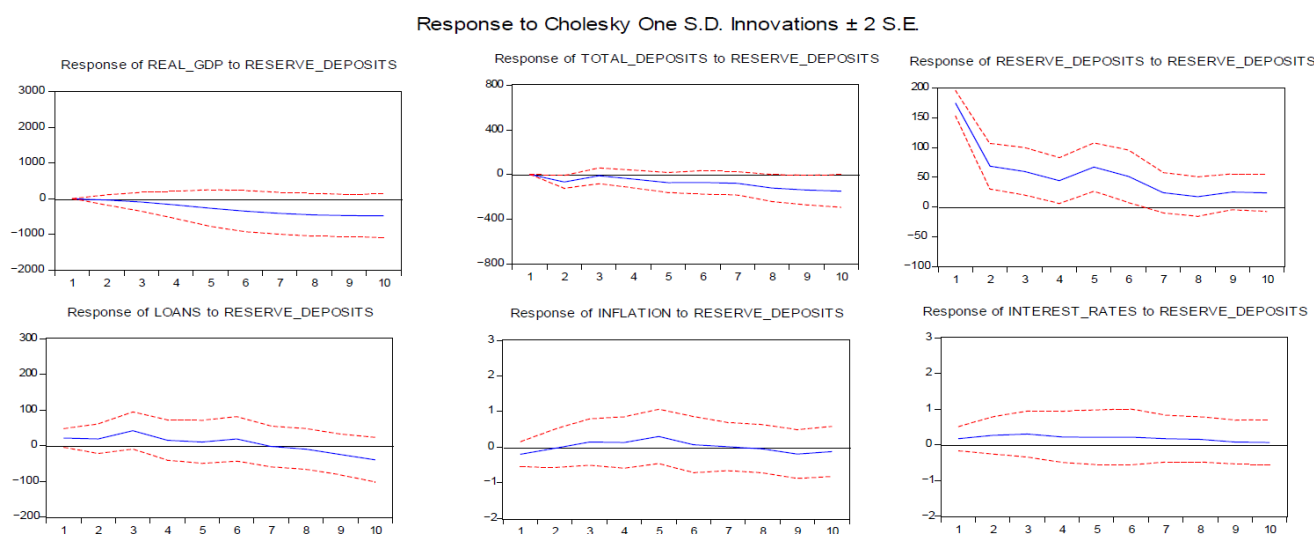 Response to Cholesky One S.D. Innovations ± 2 S.E.
Response of REAL_GDP to RESERVE_DEPOSITS
3000
2000
1000
0
−1000
−2000
1 2 3 4 5 6 7 8 9 10
Response of TOTAL_DEPOSITS to RESERVE_DEPOSITS
800
400
0
−400
−800
1 2 3 4 5 6 7 8 9 10
Response of RESERVE_DEPOSITS to RESERVE_DEPOSITS
200
150
100
50
0
−50
−100
1 2 3 4 5 6 7 8 9 10
Response of LOANS to RESERVE_DEPOSITS
300
200
100
0
−100
−200
1 2 3 4 5 6 7 8 9 10
Response of INFLATION to RESERVE_DEPOSITS
3
2
1
0
−1
−2
1 2 3 4 5 6 7 8 9 10
Response of INTEREST_RATES to RESERVE_DEPOSITS
3
2
1
0
−1
−2
1 2 3 4 5 6 7 8 9 10